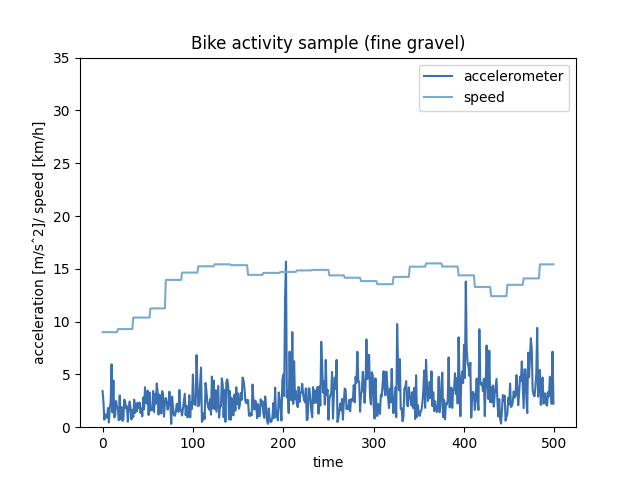 Bike activity sample (fine gravel)
accelerometer
speed
acceleration [m/s^2]/ speed [km/h]
35
30
25
20
15
10
5
0
0 100 200 300 400 500
time